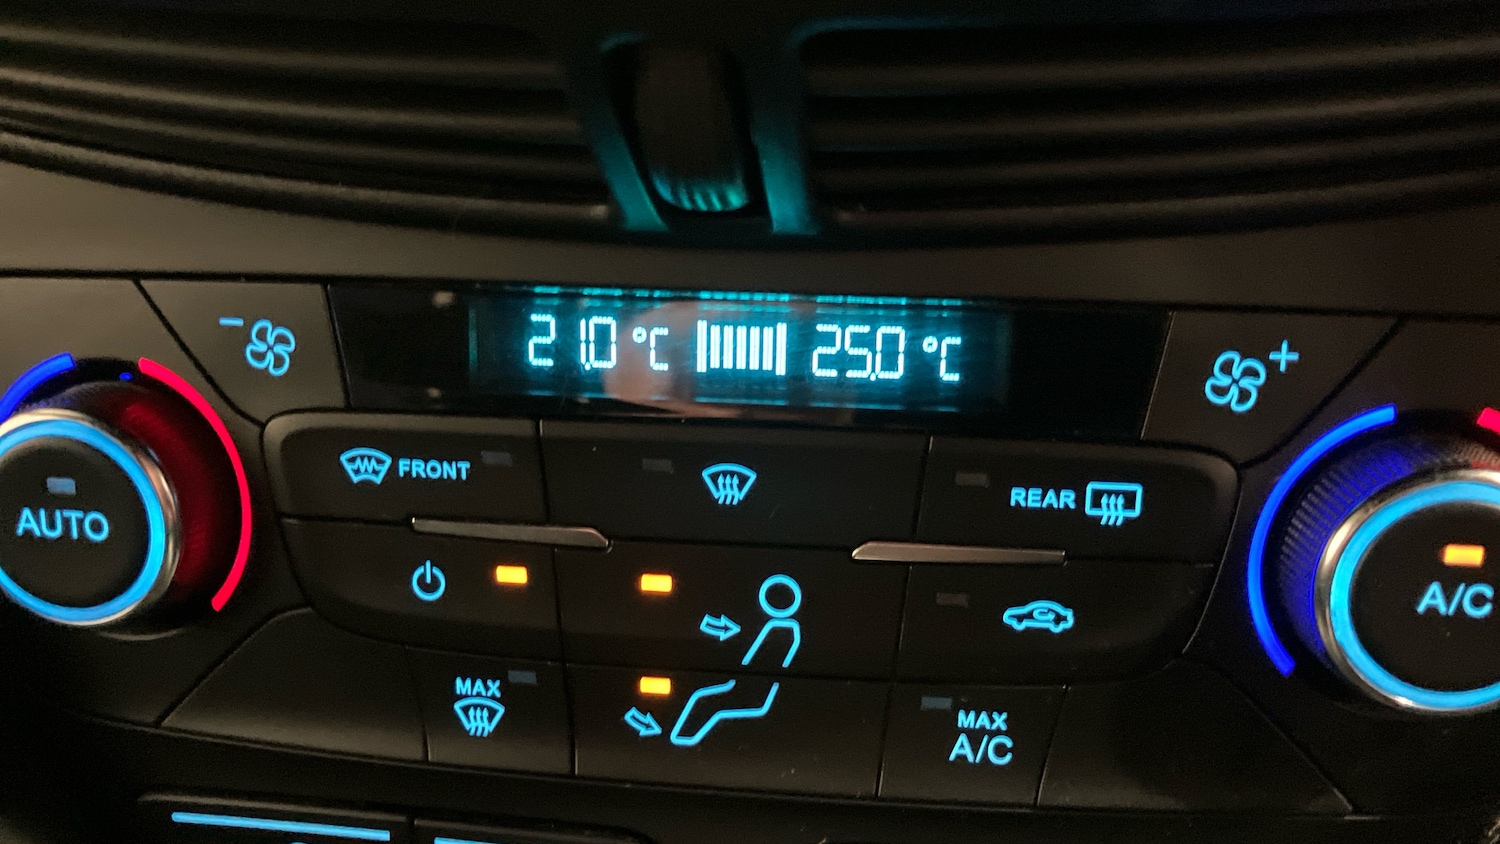 21.0 °C 25.0 °C
FRONT
REAR
AUTO
A/C
MAX
MAX
A/C